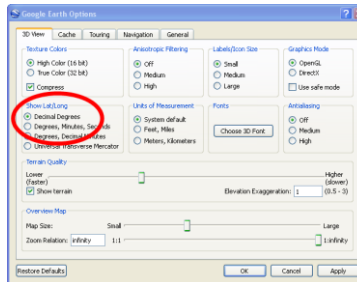 Google Earth Options
3D View Cache Touring Navigation General
Texture Colors Anisotropic Filtering Labels/Icon Size Graphics Mode
High Color (16 bit) Off Small OpenGL
True Color (32 bit) Medium Medium DirectX
Compress High Large Use safe mode
Show Lat/Long Units of Measurement Fonts Antialiasing
Decimal Degrees System default Off
Degrees, Minutes, Seconds Feet, Miles Choose 3D Font Medium
Degrees, Decimal Minutes Meters, Kilometers High
Universal Transverse Mercator
Terrain Quality
Lower Higher
(faster) (slower)
Show terrain Elevation Exaggeration: 1 (0.5 - 3)
Overview Map
Map Size: Small Large
Zoom Relation: infinity 1:1 1:infinity
Restore Defaults OK Cancel Apply